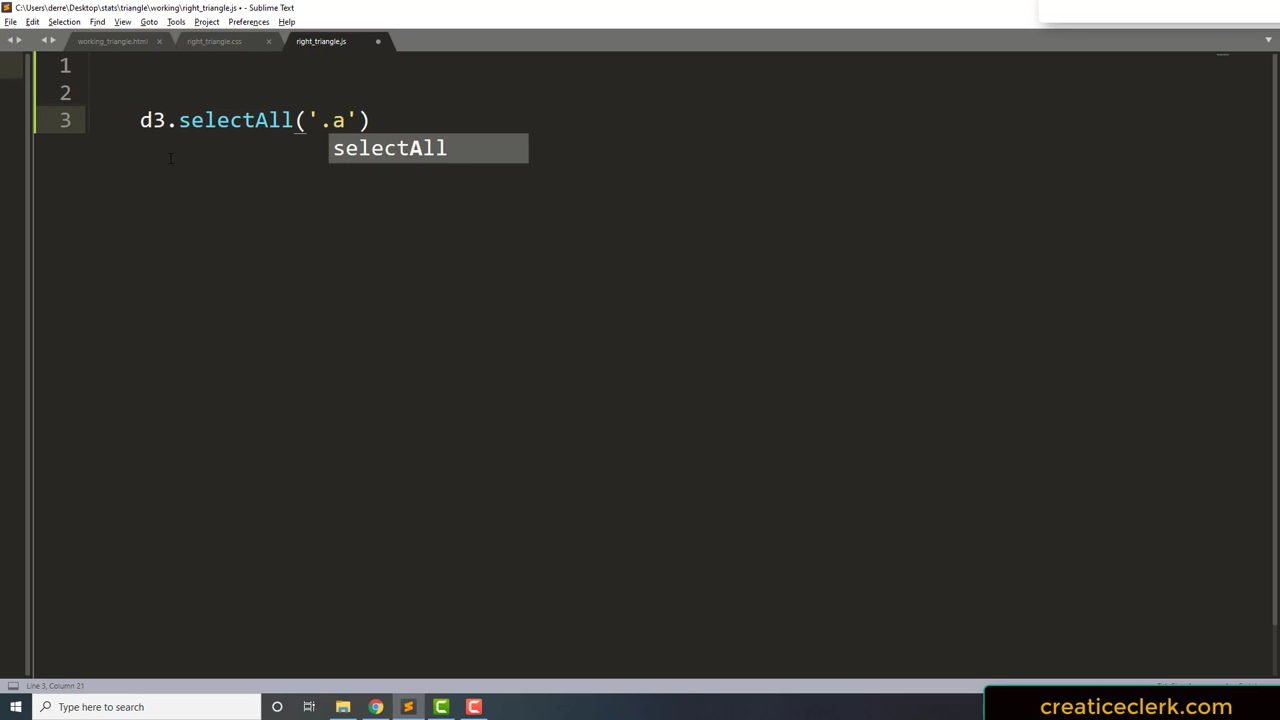 C:\Users\derre\Desktop\stats\triangle\working\right_triangle.js • - Sublime Text
File Edit Selection Find View Goto Tools Project Preferences Help
working_triangle.html × right_triangle.css × right_triangle.js
1
2
3 d3.selectAll('.a')
selectAll
Line 3, Column 21
Type here to search
creaticeclerk.com